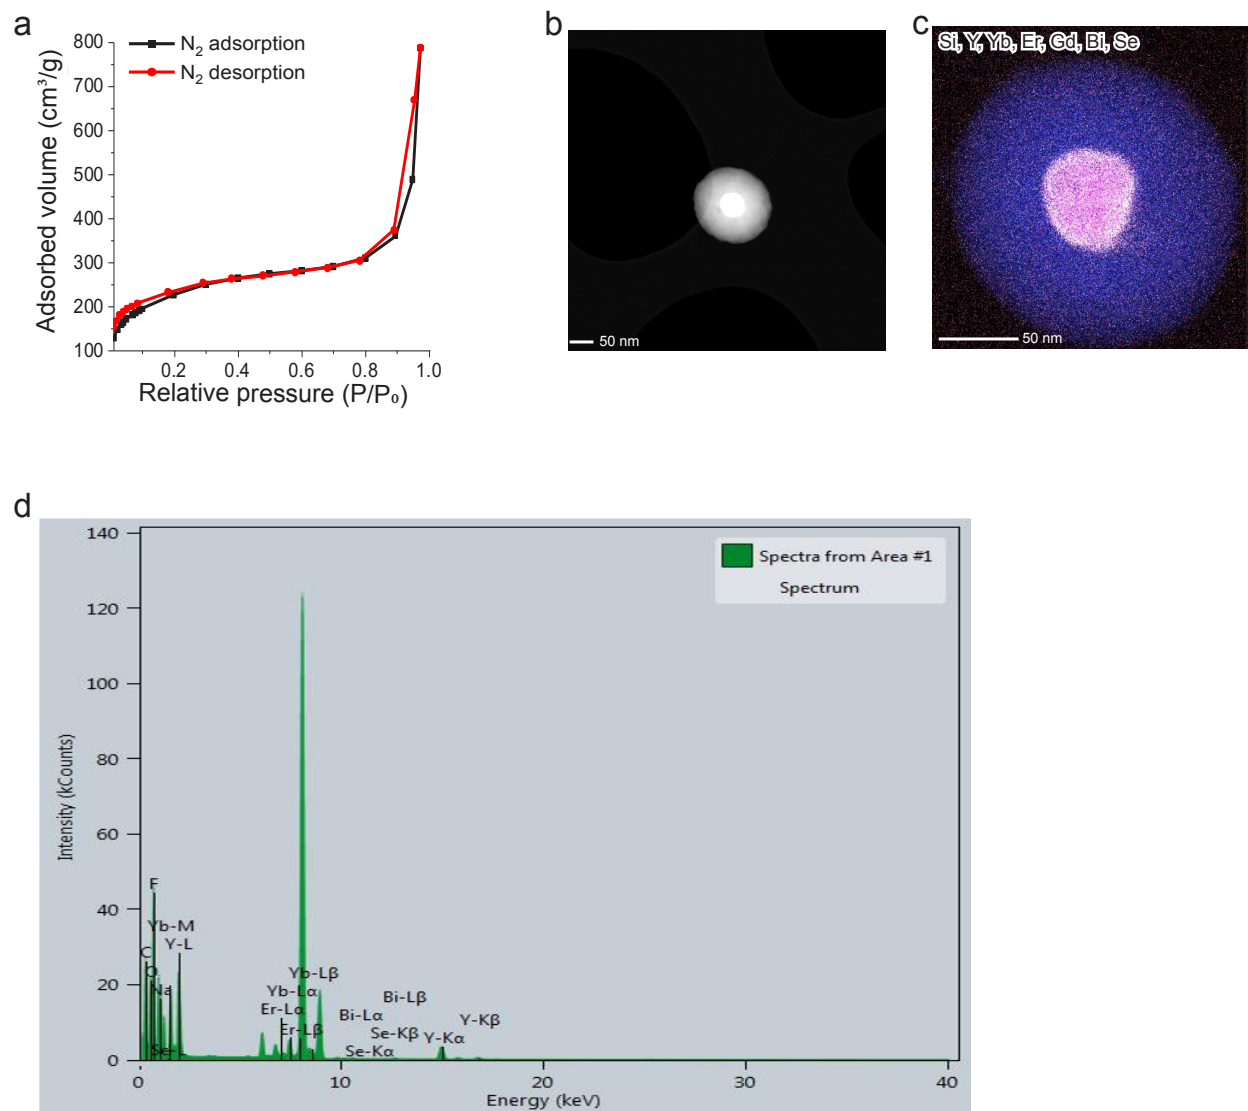 a
N₂ adsorption
N₂ desorption
Adsorbed volume (cm³/g)
800
700
600
500
400
300
200
100
0.2 0.4 0.6 0.8 1.0
Relative pressure (P/P₀)
b
50 nm
c
Si, Y, Yb, Er, Gd, Bi, Se
50 nm
d
Spectra from Area #1
Spectrum
Intensity (kCounts)
140
120
100
80
60
40
20
0
F
Yb-M
Y-L
C
O
Na
Se-
Yb-Lβ
Yb-Lα
Er-Lα
Er-Lβ
Bi-Lβ
Bi-Lα
Se-Kβ
Se-Kα
Y-Kβ
Y-Kα
0 10 20 30 40
Energy (keV)